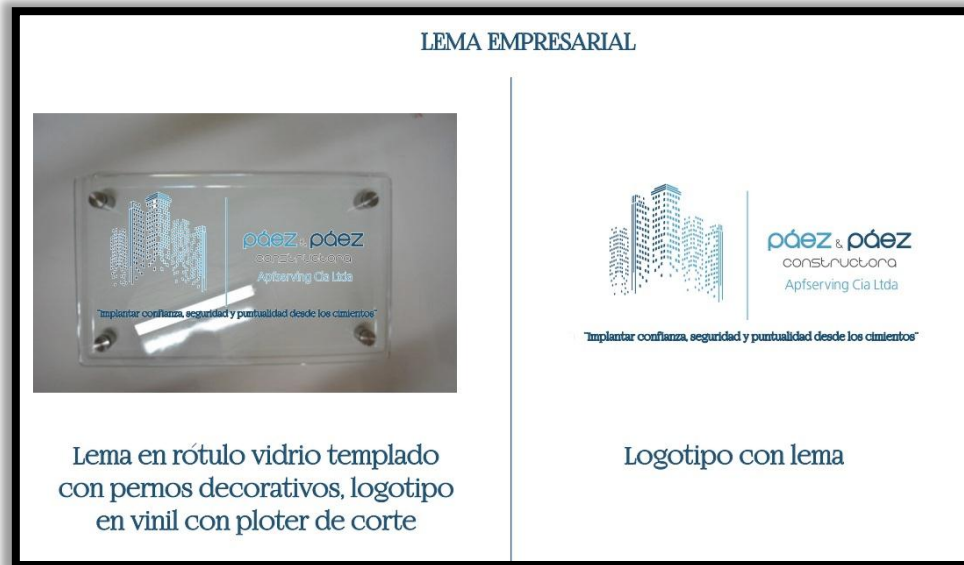 LEMA EMPRESARIAL
páez & páez
constructora
Apfserving Cia Ltda
"Implantar confianza, seguridad y puntualidad desde los cimientos"
Lema en rótulo vidrio templado
con pernos decorativos, logotipo
en vinil con ploter de corte
páez & páez
constructora
Apfserving Cia Ltda
"Implantar confianza, seguridad y puntualidad desde los cimientos"
Logotipo con lema